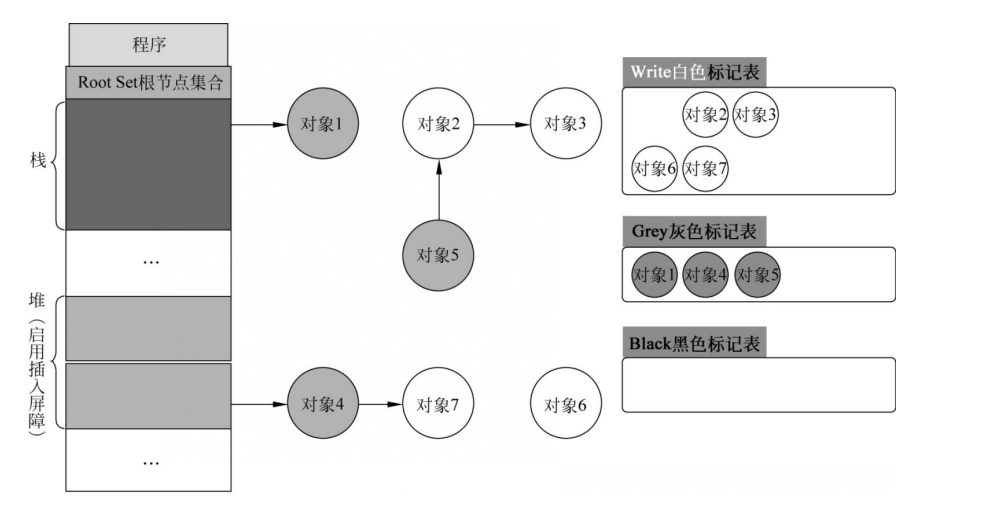 程序
Root Set根节点集合
栈
...
堆（启用插入屏障）
...
对象1
对象2
对象3
对象5
对象4
对象7
对象6
Write白色标记表
对象2 对象3
对象6 对象7
Grey灰色标记表
对象1 对象4 对象5
Black黑色标记表